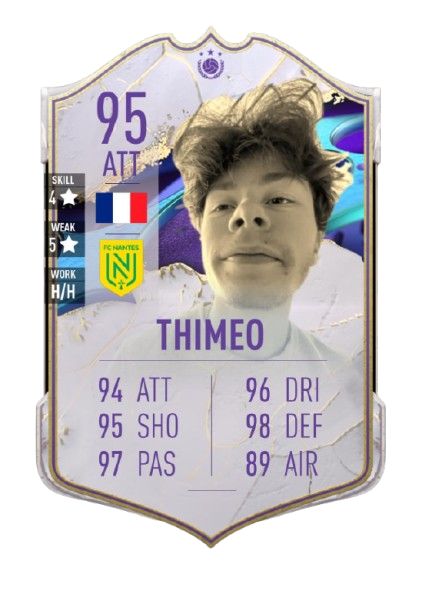 95
ATT
SKILL
4 ★
WEAK
5 ★
WORK
H/H
FC NANTES
N
THIMEO
94 ATT
96 DRI
95 SHO
98 DEF
97 PAS
89 AIR